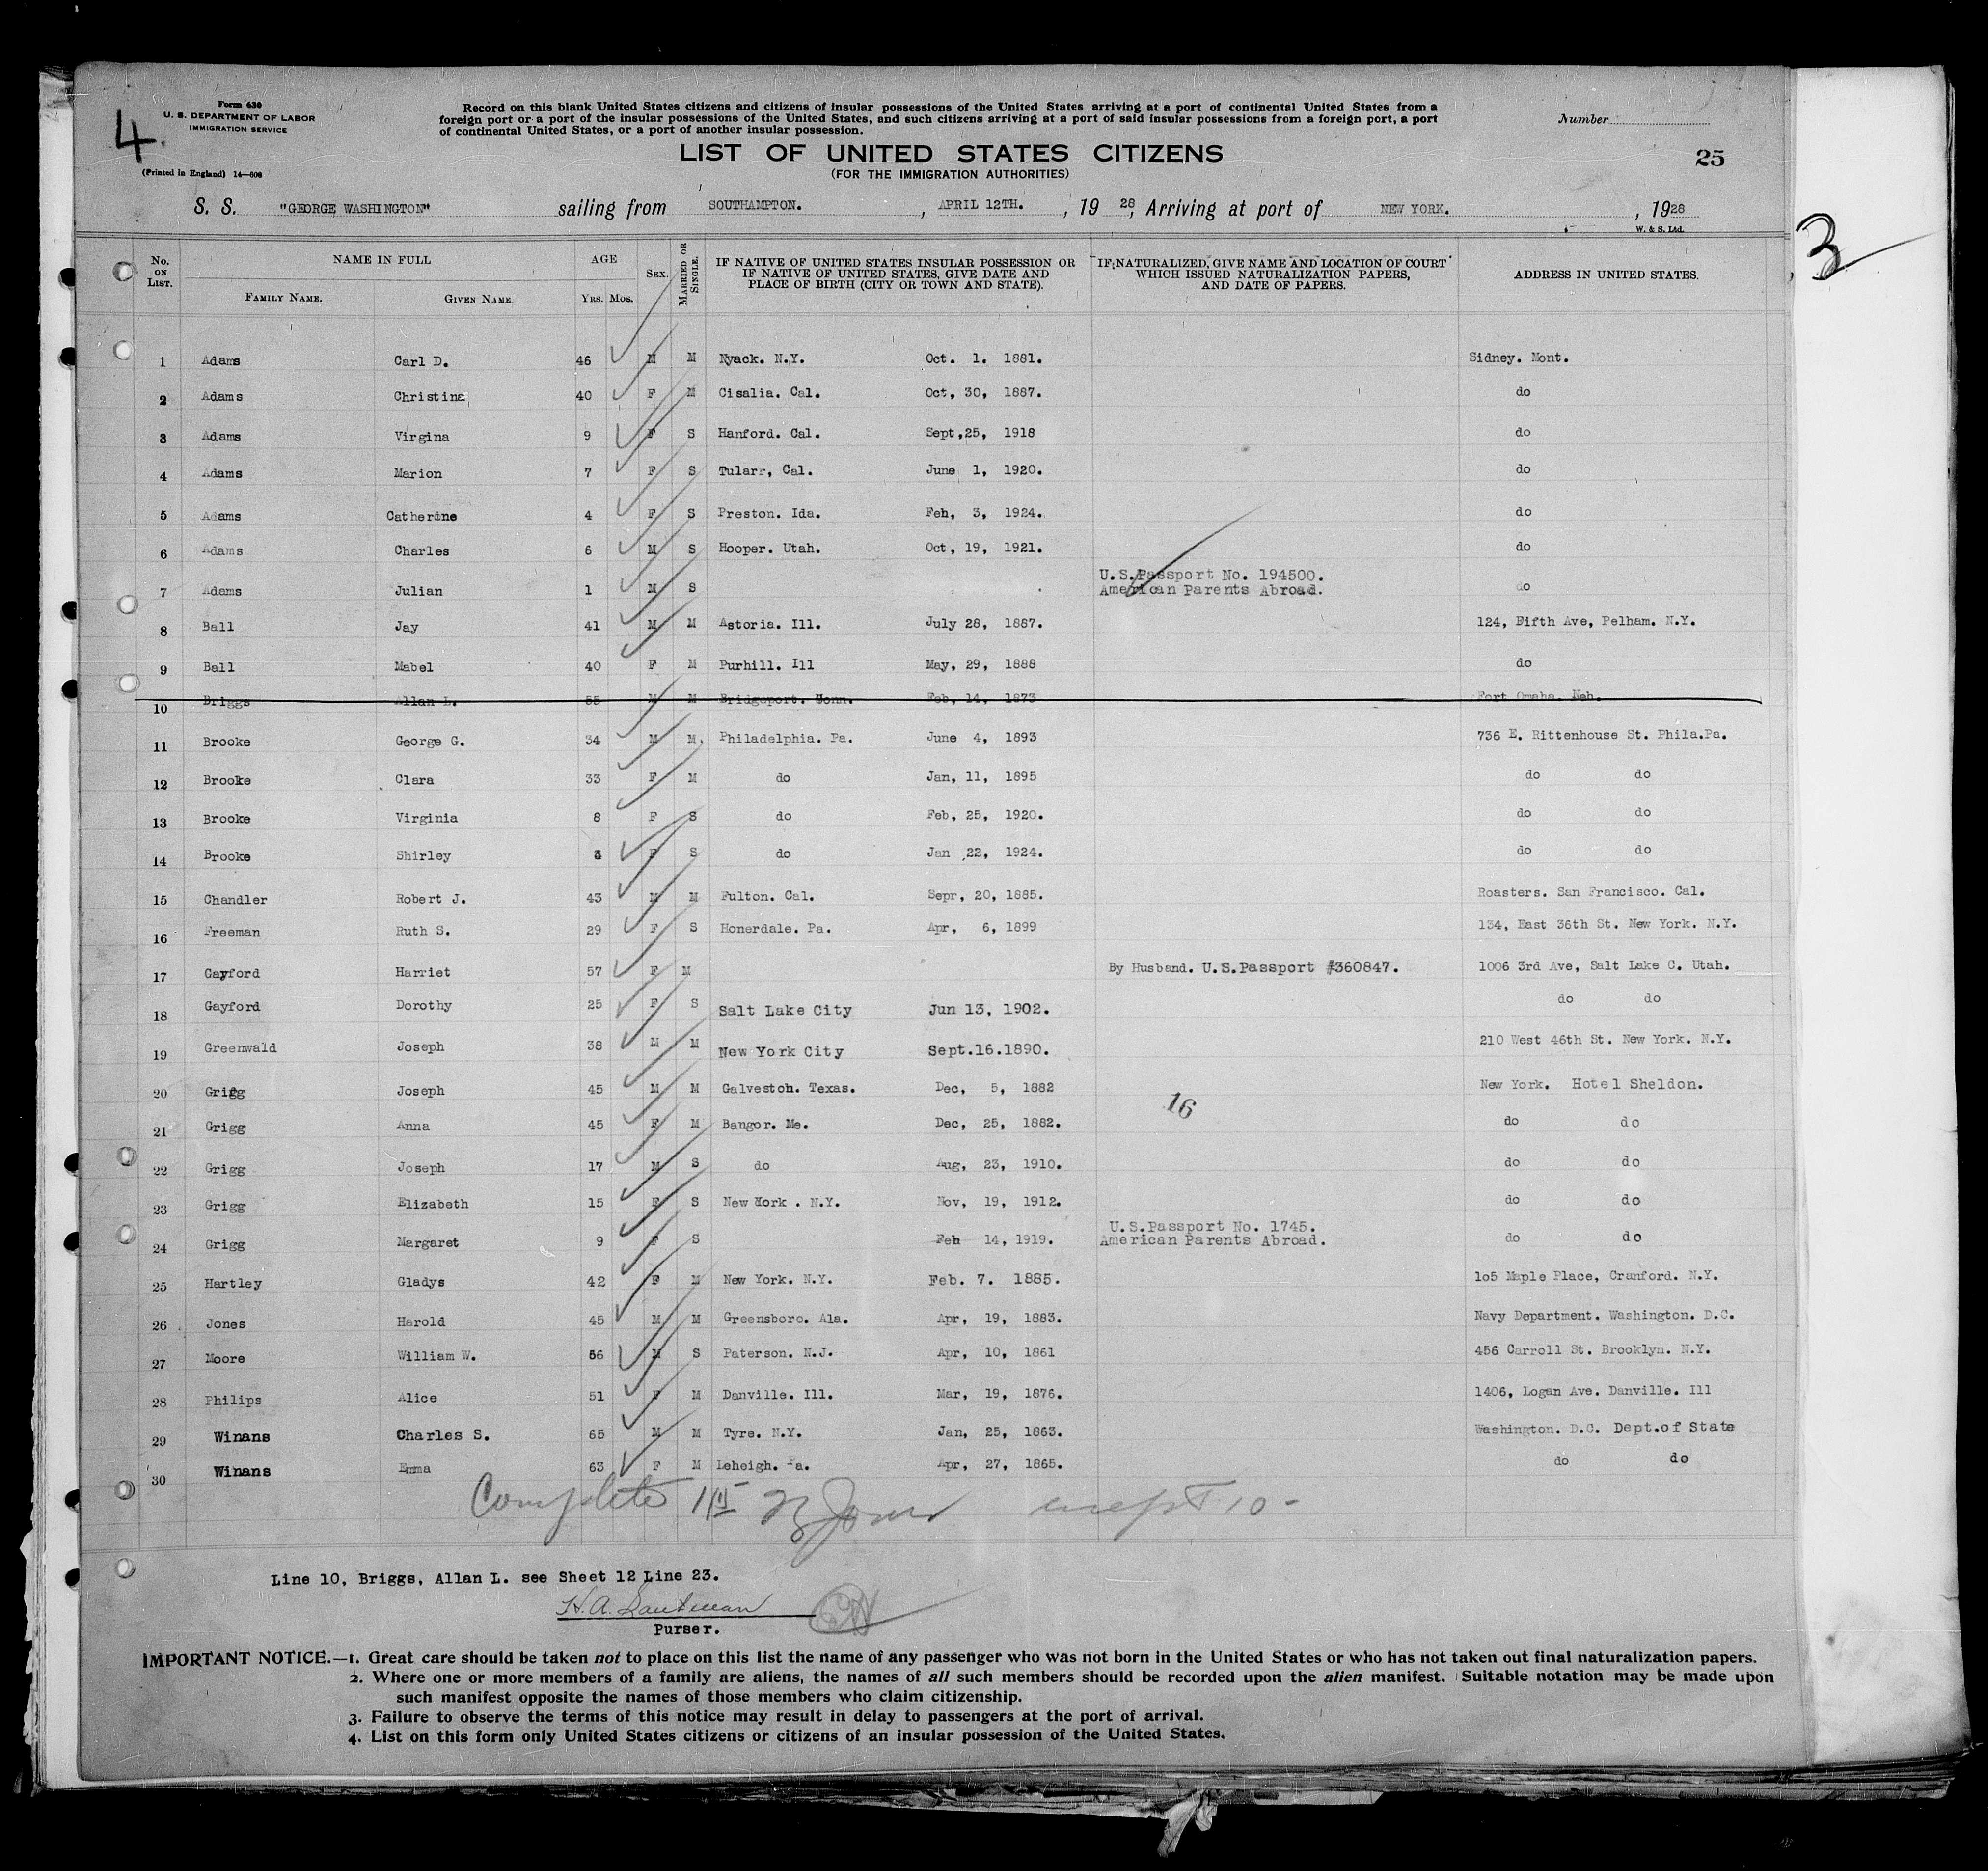 Form 630
U. S. DEPARTMENT OF LABOR
IMMIGRATION SERVICE
(Printed in England) 14—608
4.
Record on this blank United States citizens and citizens of insular possessions of the United States arriving at a port of continental United States from a
foreign port or a port of the insular possessions of the United States, and such citizens arriving at a port of said insular possessions from a foreign port, a port
of continental United States, or a port of another insular possession.
Number
LIST OF UNITED STATES CITIZENS
25
(FOR THE IMMIGRATION AUTHORITIES)
S. S. "GEORGE WASHINGTON" sailing from SOUTHAMPTON. , APRIL 12TH. , 19 28, Arriving at port of NEW YORK. , 1928
W. & S. Ltd.
3
No. ON LIST. NAME IN FULL AGE SEX. MARRIED OR SINGLE. IF NATIVE OF UNITED STATES INSULAR POSSESSION OR IF NATIVE OF UNITED STATES, GIVE DATE AND PLACE OF BIRTH (CITY OR TOWN AND STATE). IF NATURALIZED, GIVE NAME AND LOCATION OF COURT WHICH ISSUED NATURALIZATION PAPERS, AND DATE OF PAPERS. ADDRESS IN UNITED STATES.
FAMILY NAME. GIVEN NAME. YRS. MOS.
1 Adams Carl D. 46 M M Nyack. N.Y. Oct. 1. 1881. Sidney. Mont.
2 Adams Christina 40 F M Cisalia. Cal. Oct, 30, 1887. do
3 Adams Virgina 9 F S Hanford. Cal. Sept,25, 1918 do
4 Adams Marion 7 F S Tularr, Cal. June 1, 1920. do
5 Adams Catherine 4 F S Preston. Ida. Feh, 3, 1924. do
6 Adams Charles 6 M S Hooper. Utah. Oct, 19, 1921. do
7 Adams Julian 1 M S U.S.Passport No. 194500. American Parents Abroad. do
8 Ball Jay 41 M M Astoria. Ill. July 28, 1887. 124, Eifth Ave, Pelham. N.Y.
9 Ball Mabel 40 F M Purhill. Ill May, 29, 1888 do
10 Briggs Allan L. 55 M M Bridgeport. Conn. Feb, 14, 1873 Fort Omaha. Neh.
11 Brooke George G. 34 M M. Philadelphia. Pa. June 4, 1893 736 E. Rittenhouse St. Phila.Pa.
12 Brooke Clara 33 F M do Jan, 11, 1895 do do
13 Brooke Virginia 8 F S do Feb, 25, 1920. do do
14 Brooke Shirley F S do Jan ,22, 1924. do do
15 Chandler Robert J. 43 M M Fulton. Cal. Sepr, 20, 1885. Roasters. San Francisco. Cal.
16 Freeman Ruth S. 29 F S Honerdale. Pa. Apr, 6, 1899 134, East 36th St. New York. N.Y.
17 Gayford Harriet 57 F M By Husband. U.S.Passport #360847. 1006 3rd Ave, Salt Lake C. Utah.
18 Gayford Dorothy 25 F S Salt Lake City Jun 13, 1902. do do
19 Greenwald Joseph 38 M M New York City Sept.16.1890. 210 West 46th St. New York. N.Y.
20 Grigg Joseph 45 M M Galvestoh. Texas. Dec, 5, 1882 New York. Hotel Sheldon.
16
21 Grigg Anna 45 F M Bangor. Me. Dec, 25, 1882. do do
22 Grigg Joseph 17 M S do Aug, 23, 1910. do do
23 Grigg Elizabeth 15 F S New York . N.Y. Nov, 19, 1912. do do
24 Grigg Margaret 9 F S Feh 14, 1919. U.S.Passport No. 1745. American Parents Abroad. do do
25 Hartley Gladys 42 F M New York. N.Y. Feb. 7. 1885. 105 Maple Place, Cranford. N.Y.
26 Jones Harold 45 M M Greensboro. Ala. Apr, 19, 1883. Navy Department. Washington. D.C.
27 Moore William W. M S Paterson. N.J. Apr, 10, 1861 456 Carroll St. Brooklyn. N.Y.
28 Philips Alice 51 F M Danville. Ill. Mar, 19, 1876. 1406, Logan Ave. Danville. Ill
29 Winans Charles S. 65 M M Tyre. N.Y. Jan, 25, 1863. Washington. D.C. Dept.of State
30 Winans Emma 63 F M Leheigh. Pa. Apr, 27, 1865. do do
Complete except 10 -
Line 10, Briggs, Allan L. see Sheet 12 Line 23.
Purser.
IMPORTANT NOTICE.—1. Great care should be taken not to place on this list the name of any passenger who was not born in the United States or who has not taken out final naturalization papers.
2. Where one or more members of a family are aliens, the names of all such members should be recorded upon the alien manifest. Suitable notation may be made upon
such manifest opposite the names of those members who claim citizenship.
3. Failure to observe the terms of this notice may result in delay to passengers at the port of arrival.
4. List on this form only United States citizens or citizens of an insular possession of the United States.